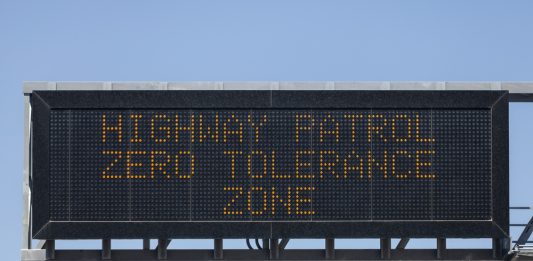 HIGHWAY PATROL
ZERO TOLERANCE
ZONE